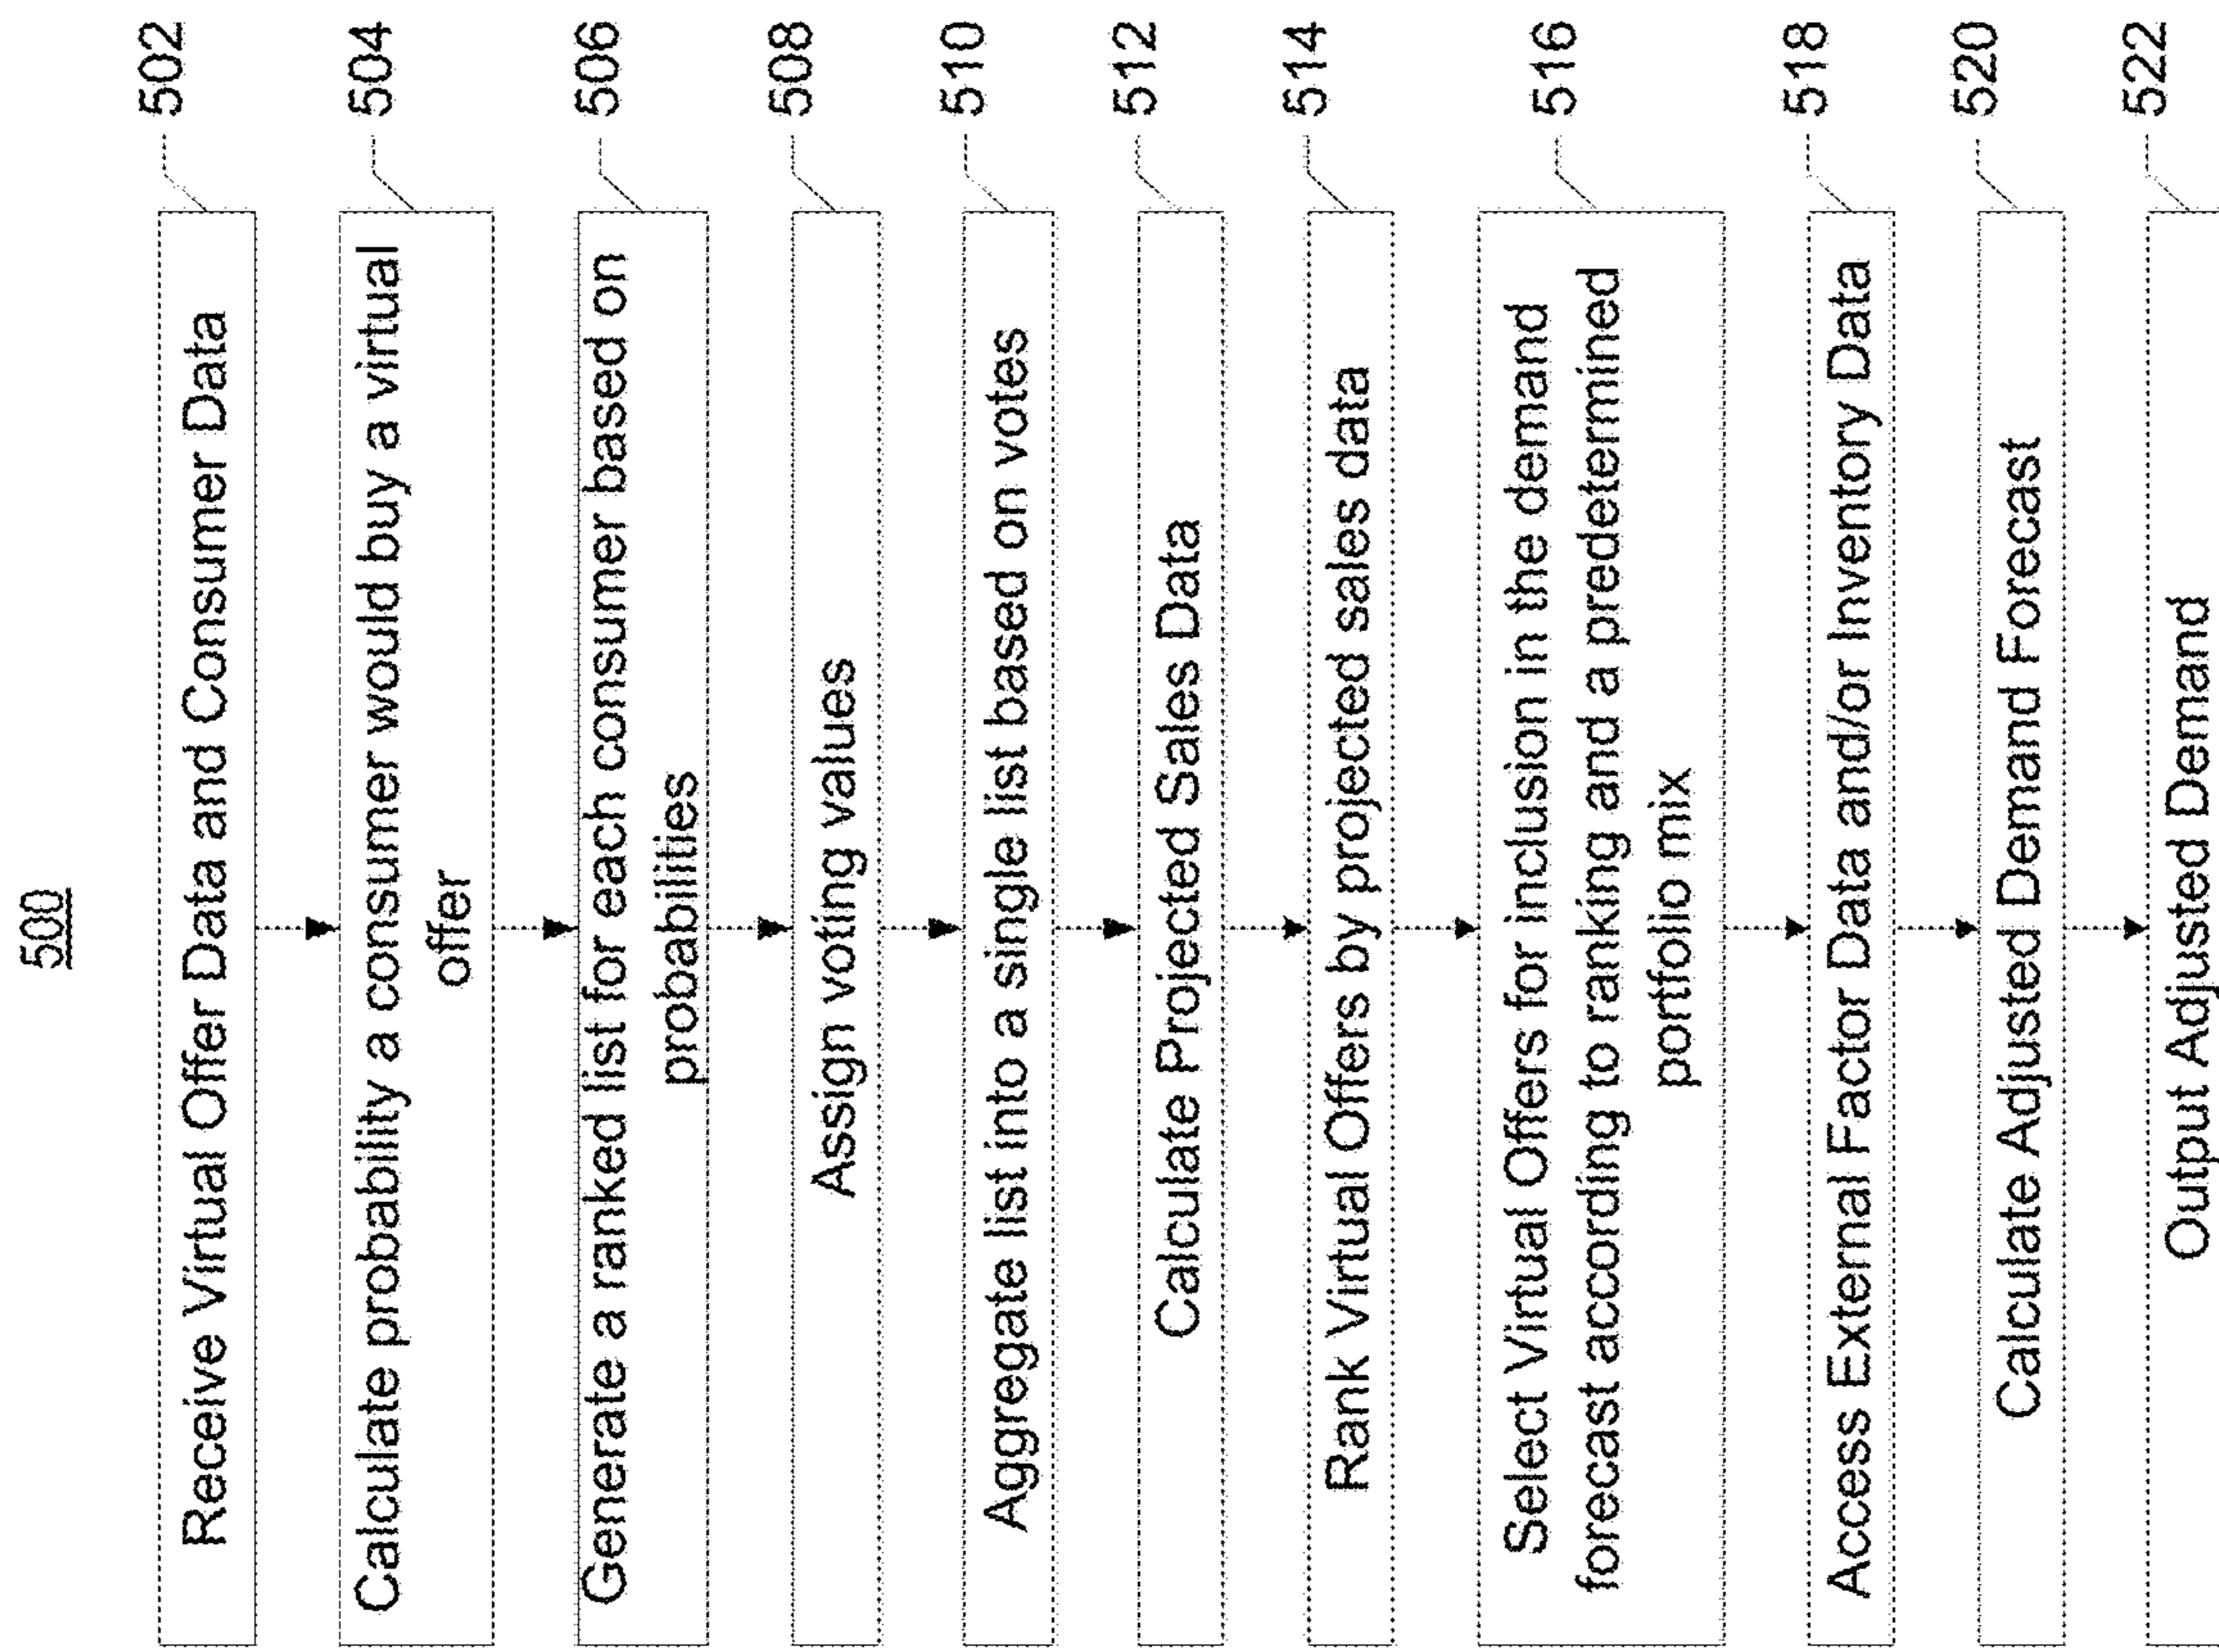 500
Receive Virtual Offer Data and Consumer Data
502
Calculate probability a consumer would buy a virtual
offer
504
Generate a ranked list for each consumer based on
probabilities
506
Assign voting values
508
Aggregate list into a single list based on votes
510
Calculate Projected Sales Data
512
Rank Virtual Offers by projected sales data
514
Select Virtual Offers for inclusion in the demand
forecast according to ranking and a predetermined
portfolio mix
516
Access External Factor Data and/or Inventory Data
518
Calculate Adjusted Demand Forecast
520
Output Adjusted Demand
522